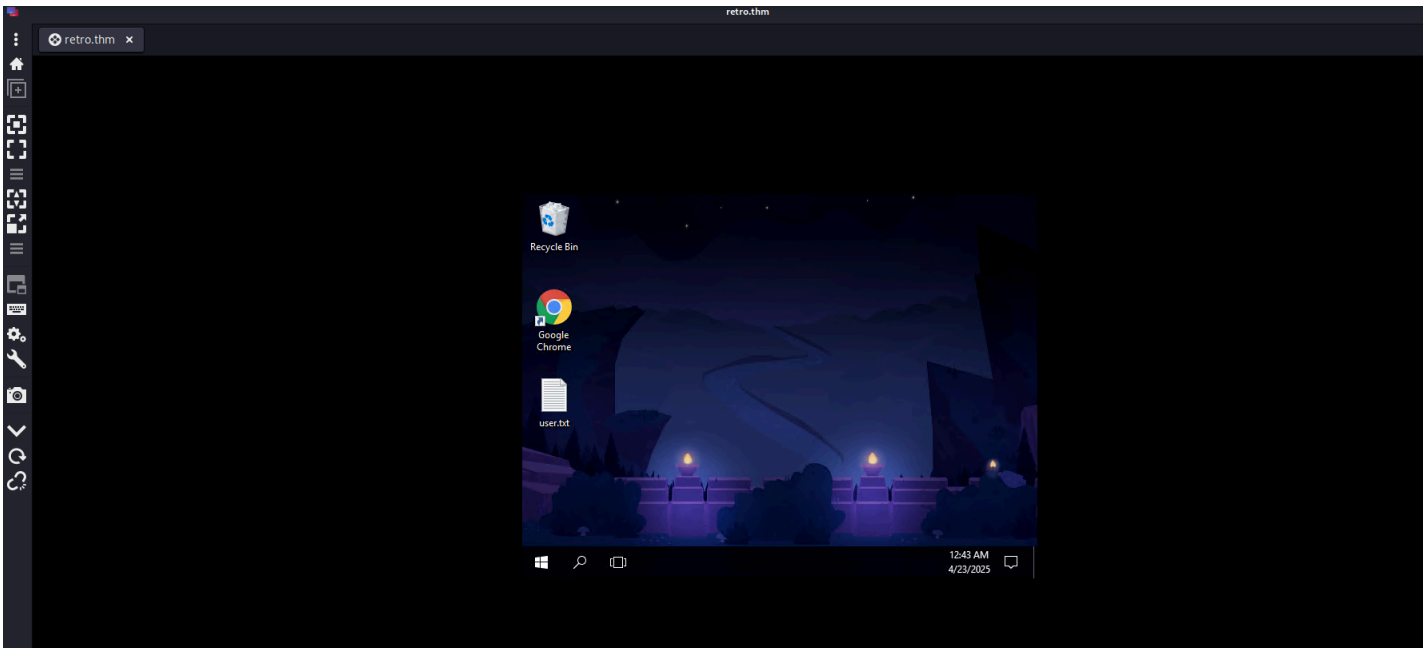 retro.thm
retro.thm
Recycle Bin
Google
Chrome
user.txt
12:43 AM
4/23/2025